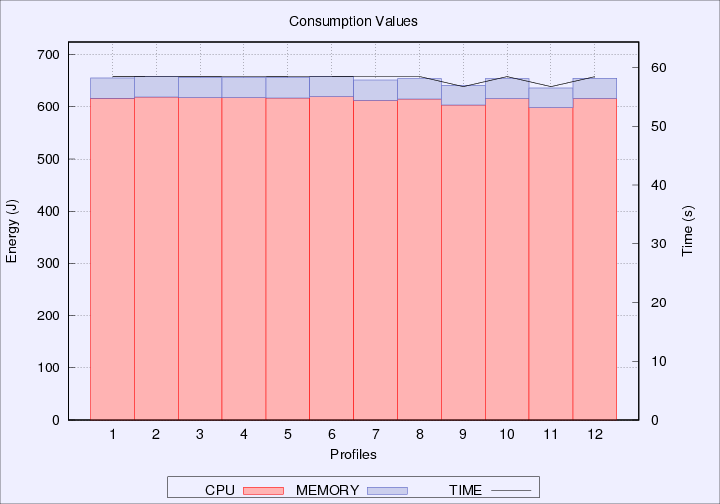 Consumption Values
700
600
500
400
300
200
100
0
60
50
40
30
20
10
0
Energy (J)
Time (s)
1 2 3 4 5 6 7 8 9 10 11 12
Profiles
CPU MEMORY TIME